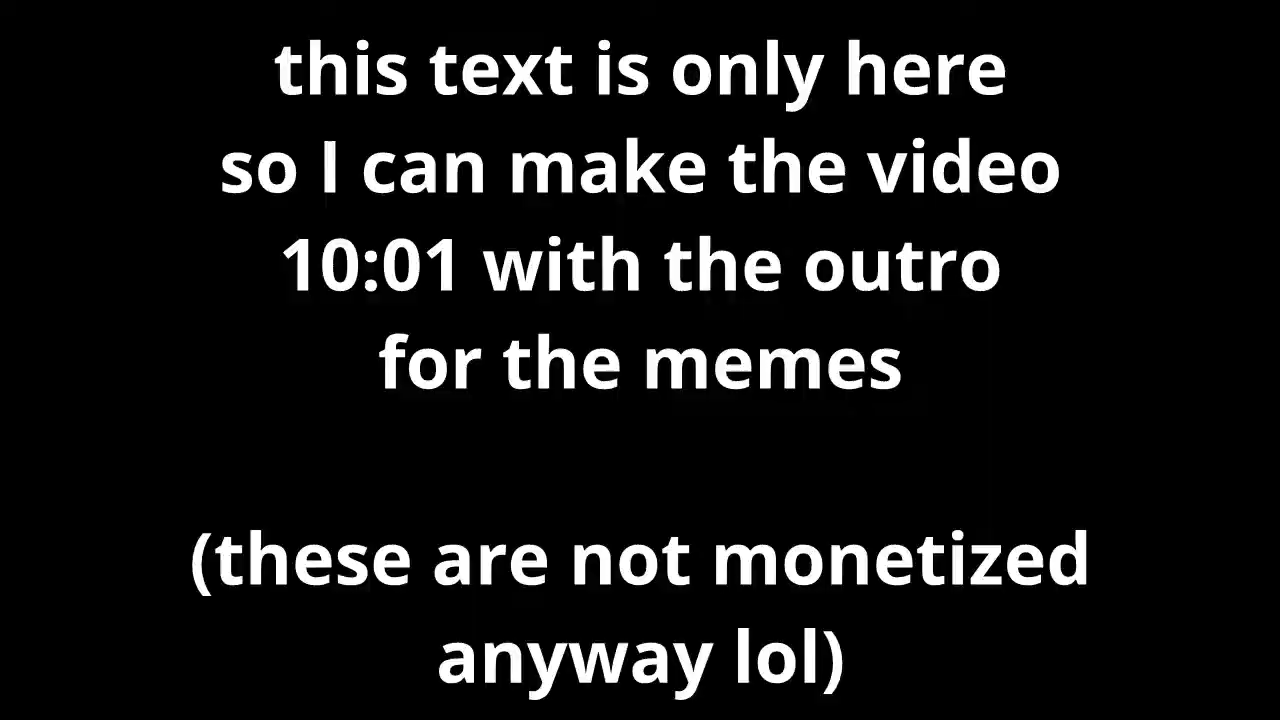 this text is only here
so I can make the video
10:01 with the outro
for the memes
(these are not monetized
anyway lol)